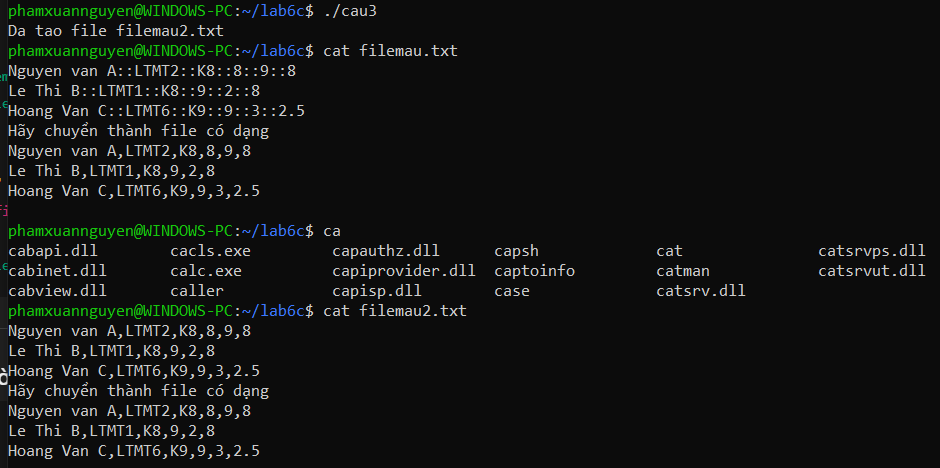 phamxuannguyen@WINDOWS-PC:~/lab6c$ ./cau3
Da tao file filemau2.txt
phamxuannguyen@WINDOWS-PC:~/lab6c$ cat filemau.txt
Nguyen van A::LTMT2::K8::8::9::8
Le Thi B::LTMT1::K8::9::2::8
Hoang Van C::LTMT6::K9::9::3::2.5
Hãy chuyển thành file có dạng
Nguyen van A,LTMT2,K8,8,9,8
Le Thi B,LTMT1,K8,9,2,8
Hoang Van C,LTMT6,K9,9,3,2.5
phamxuannguyen@WINDOWS-PC:~/lab6c$ ca
cabapi.dll cacls.exe capauthz.dll capsh cat catsrvps.dll
cabinet.dll calc.exe capiprovider.dll captoinfo catman catsrvut.dll
cabview.dll caller capisp.dll case catsrv.dll
phamxuannguyen@WINDOWS-PC:~/lab6c$ cat filemau2.txt
Nguyen van A,LTMT2,K8,8,9,8
Le Thi B,LTMT1,K8,9,2,8
Hoang Van C,LTMT6,K9,9,3,2.5
Hãy chuyển thành file có dạng
Nguyen van A,LTMT2,K8,8,9,8
Le Thi B,LTMT1,K8,9,2,8
Hoang Van C,LTMT6,K9,9,3,2.5